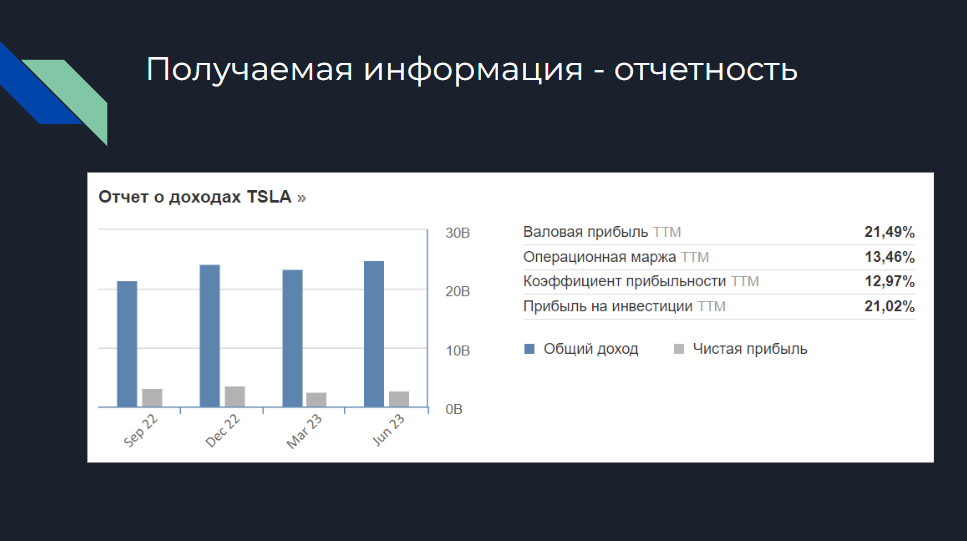 Получаемая информация - отчетность
Отчет о доходах TSLA »
30B
20B
10B
0B
Sep 22
Dec 22
Mar 23
Jun 23
Валовая прибыль TTM 21,49%
Операционная маржа TTM 13,46%
Коэффициент прибыльности TTM 12,97%
Прибыль на инвестиции TTM 21,02%
Общий доход Чистая прибыль